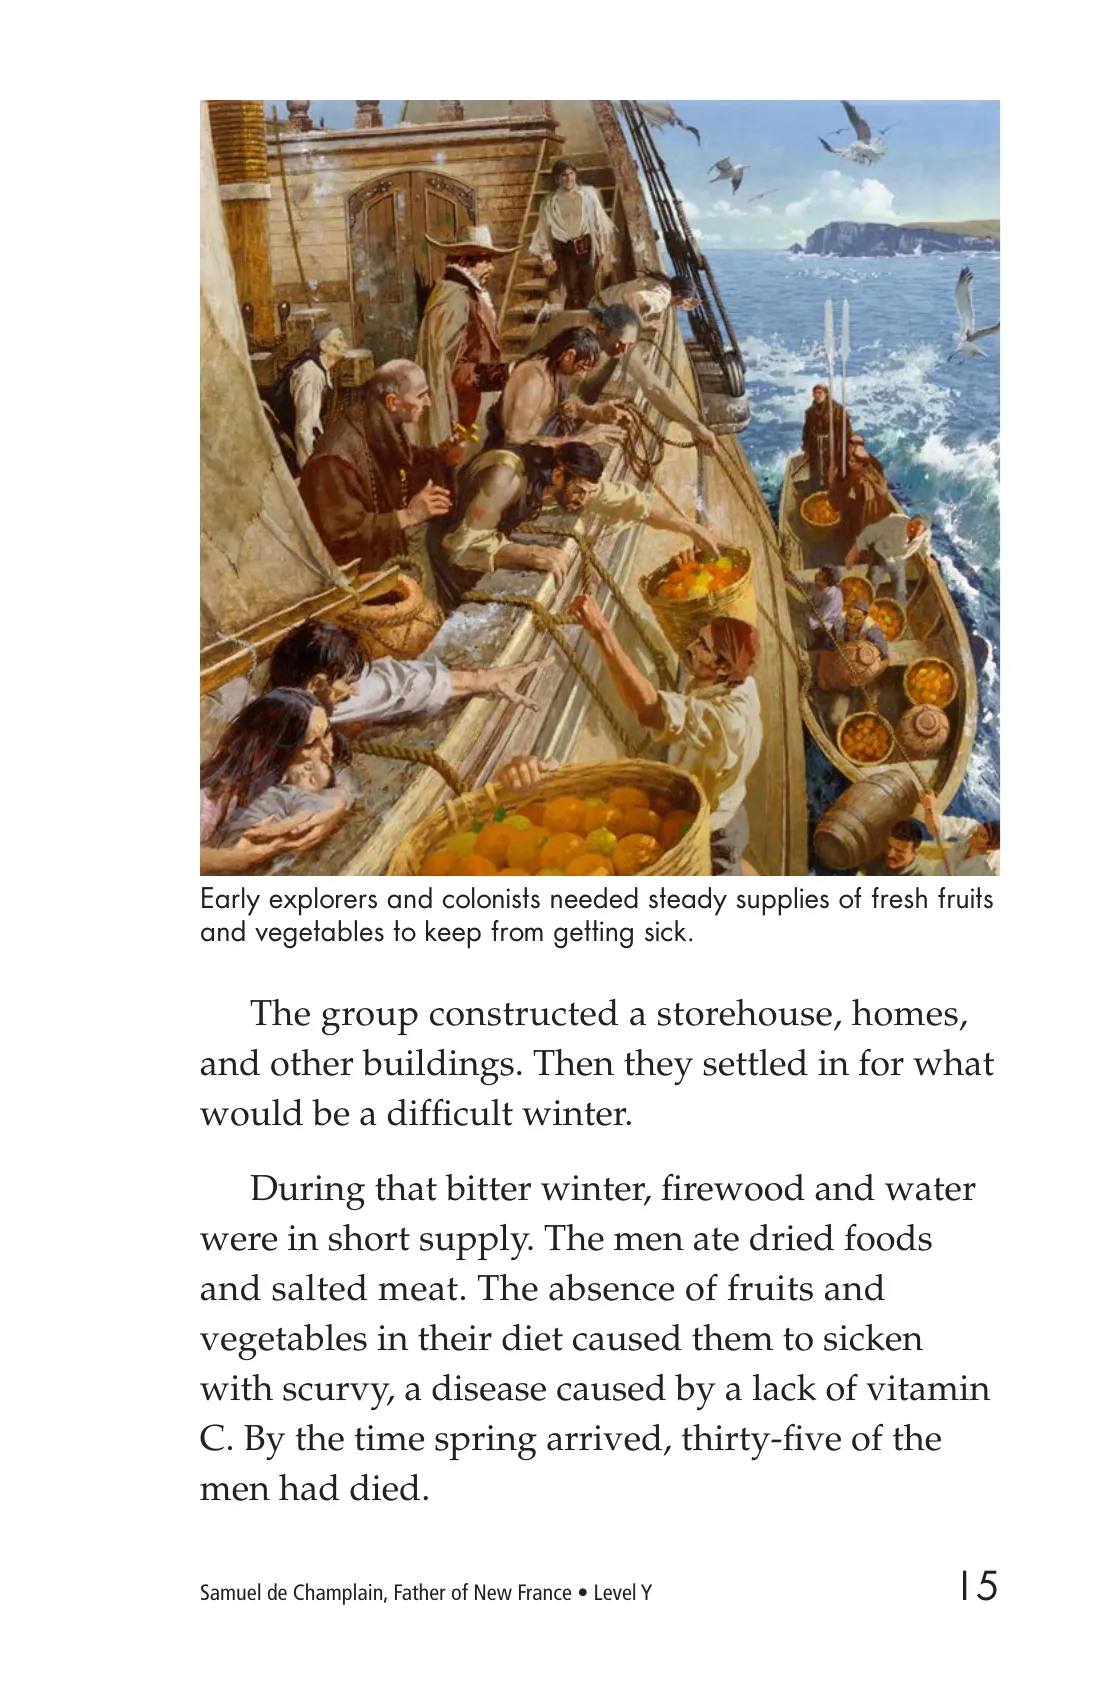 Early explorers and colonists needed steady supplies of fresh fruits
and vegetables to keep from getting sick.
The group constructed a storehouse, homes,
and other buildings. Then they settled in for what
would be a difficult winter.
During that bitter winter, firewood and water
were in short supply. The men ate dried foods
and salted meat. The absence of fruits and
vegetables in their diet caused them to sicken
with scurvy, a disease caused by a lack of vitamin
C. By the time spring arrived, thirty-five of the
men had died.
Samuel de Champlain, Father of New France • Level Y
15